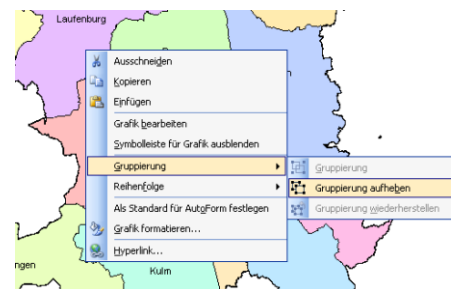 Laufenburg
Ausschneiden
Kopieren
Einfügen
Grafik bearbeiten
Symbolleiste für Grafik ausblenden
Gruppierung
Gruppierung
Reihenfolge
Gruppierung aufheben
Als Standard für AutoForm festlegen
Gruppierung wiederherstellen
Grafik formatieren...
Hyperlink...
ngen
Kulm